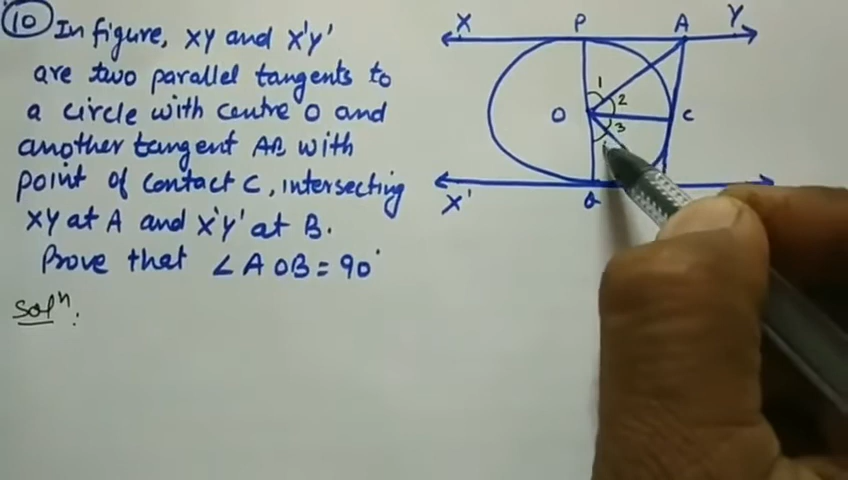 10 In figure, XY and X'Y'
are two parallel tangents to
a circle with centre O and
another tangent AB with
point of contact C, intersecting
XY at A and X'Y' at B.
Prove that ∠AOB = 90°
Solⁿ:
X P A Y
1
2
O C
3
X' Q